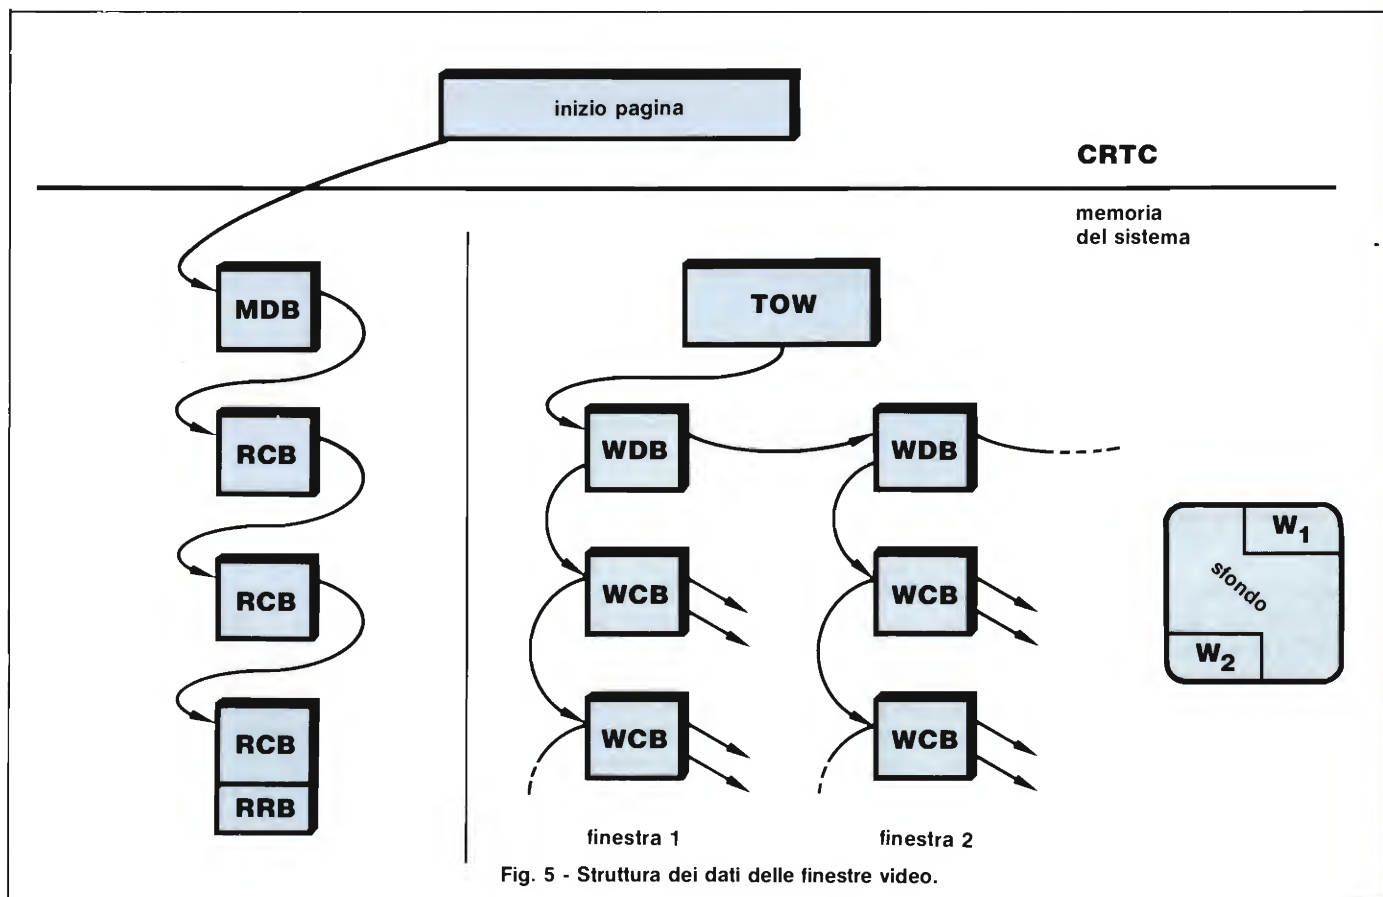 inizio pagina
CRTC
memoria
del sistema
MDB
TOW
RCB
WDB
WDB
W1
sfondo
RCB
WCB
WCB
W2
RCB
WCB
WCB
RRB
finestra 1
finestra 2
Fig. 5 - Struttura dei dati delle finestre video.